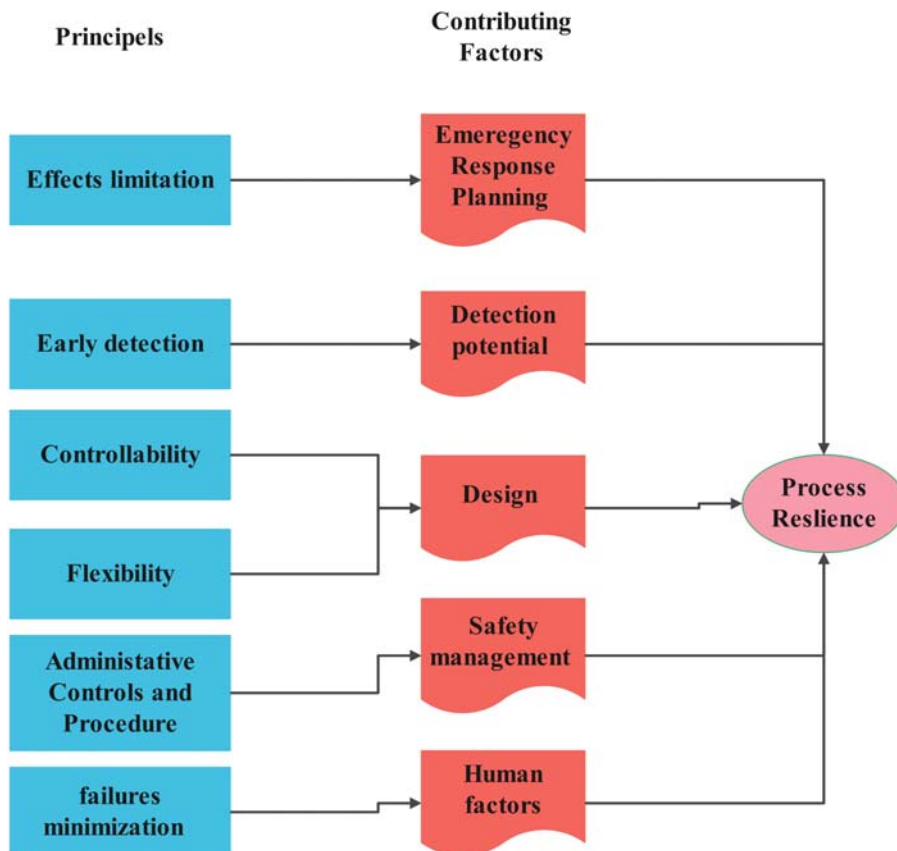 Principels
Contributing
Factors
Effects limitation
Emeregency
Response
Planning
Early detection
Detection
potential
Controllability
Design
Process
Reslience
Flexibility
Administative
Controls and
Procedure
Safety
management
failures
minimization
Human
factors